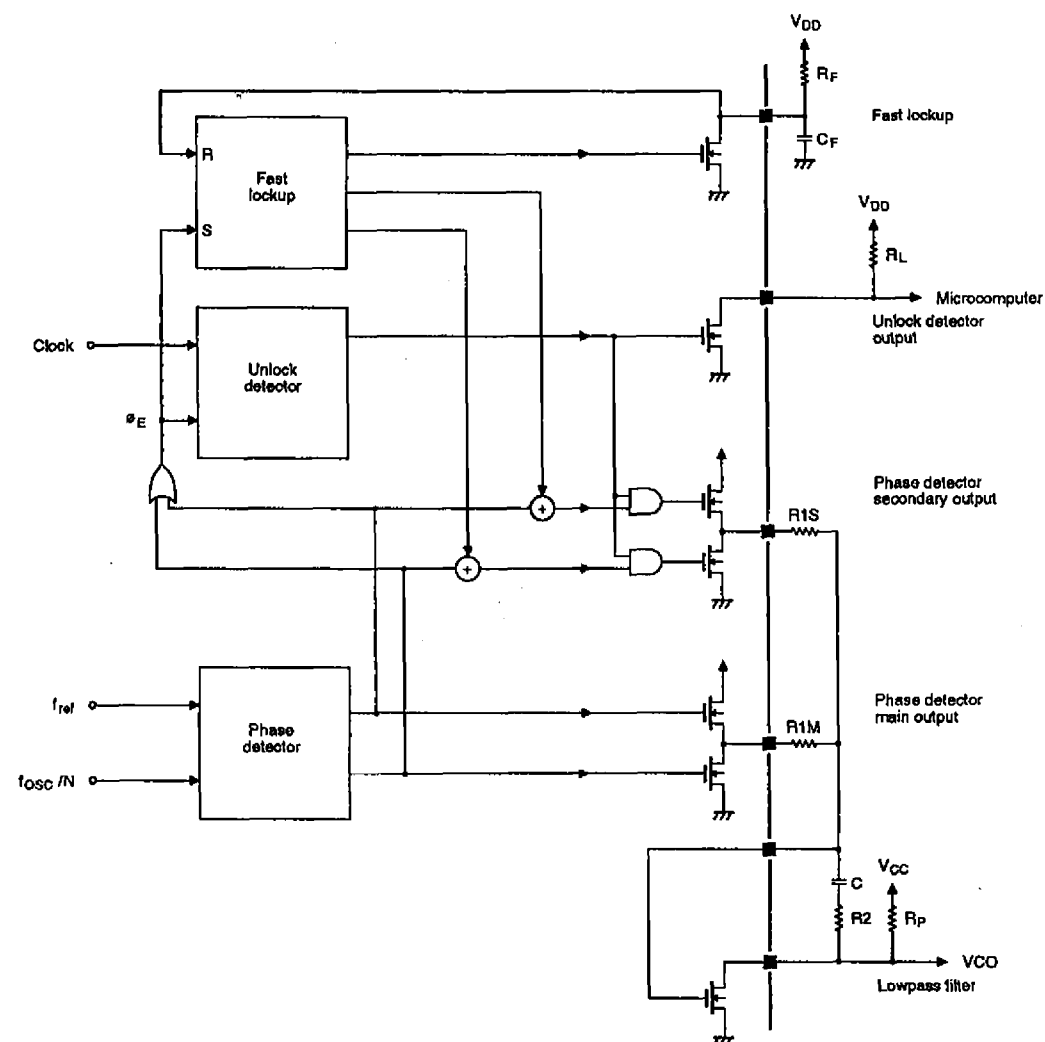 VDD
RF
Fast lockup
CF
R
Fast
lockup
S
VDD
RL
Microcomputer
Unlock detector
output
Clock
Unlock
detector
øE
Phase detector
secondary output
R1S
+
+
fref
fOSC /N
Phase
detector
Phase detector
main output
R1M
C
R2
VCC
RP
VCO
Lowpass filter